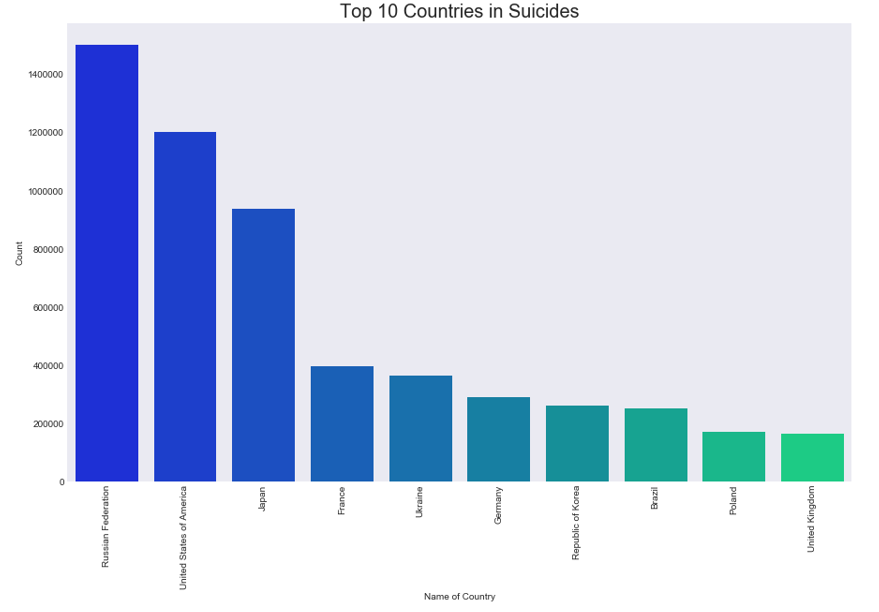 Top 10 Countries in Suicides
Count
1400000
1200000
1000000
800000
600000
400000
200000
0
Russian Federation
United States of America
Japan
France
Ukraine
Germany
Republic of Korea
Brazil
Poland
United Kingdom
Name of Country